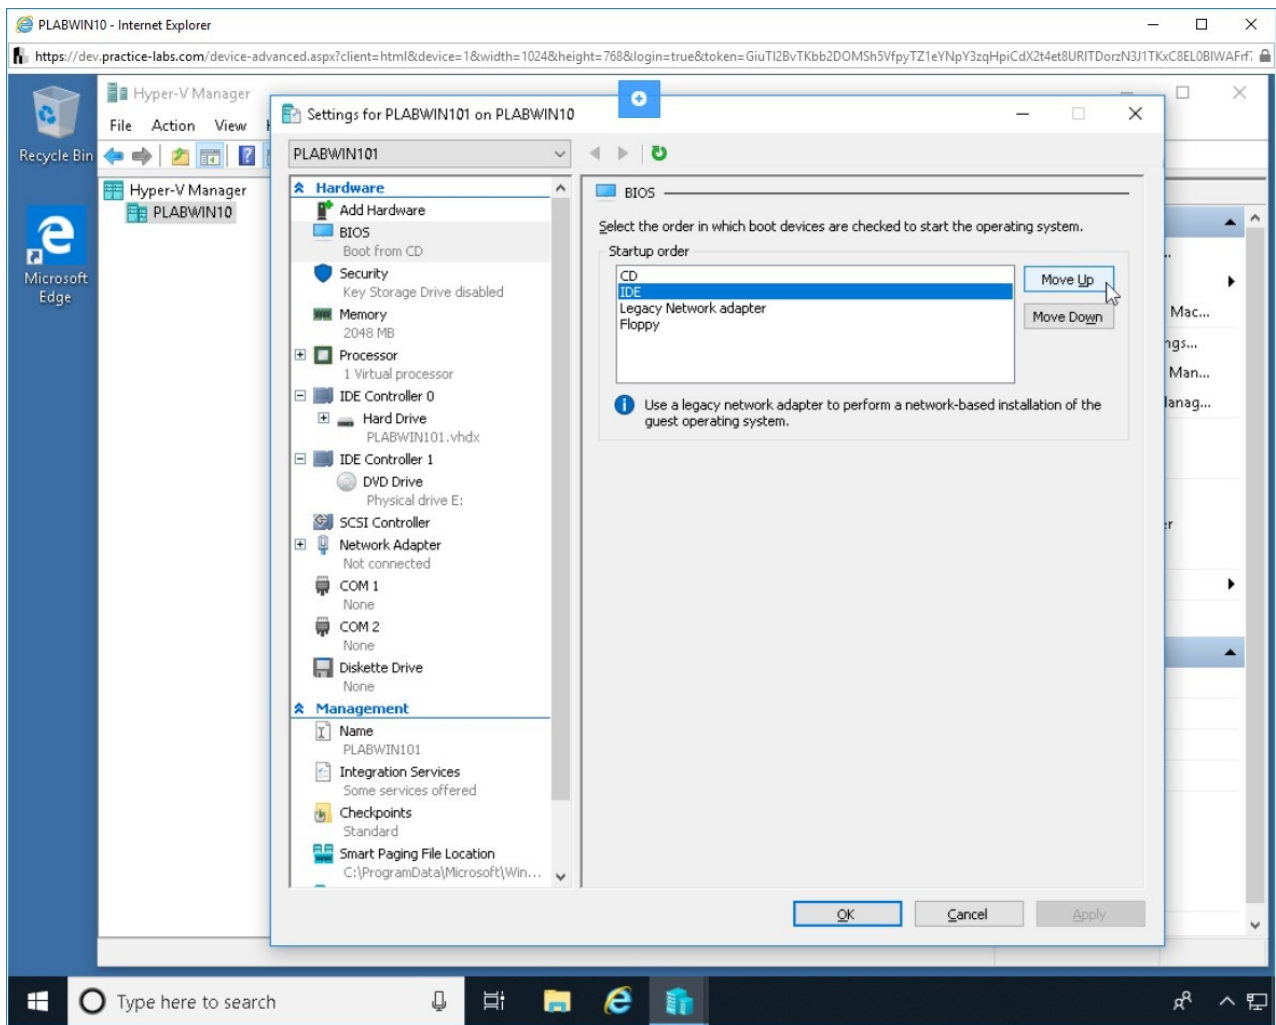 PLABWIN10 - Internet Explorer
https://dev.practice-labs.com/device-advanced.aspx?client=html&device=1&width=1024&height=768&login=true&token=
Recycle Bin
Microsoft
Edge
Hyper-V Manager
File Action View
Hyper-V Manager
PLABWIN10
Settings for PLABWIN101 on PLABWIN10
PLABWIN101
Hardware
Add Hardware
BIOS
Boot from CD
Security
Key Storage Drive disabled
Memory
2048 MB
Processor
1 Virtual processor
IDE Controller 0
Hard Drive
PLABWIN101.vhdx
IDE Controller 1
DVD Drive
Physical drive E:
SCSI Controller
Network Adapter
Not connected
COM 1
None
COM 2
None
Diskette Drive
None
Management
Name
PLABWIN101
Integration Services
Some services offered
Checkpoints
Standard
Smart Paging File Location
C:\ProgramData\Microsoft\Win...
BIOS
Select the order in which boot devices are checked to start the operating system.
Startup order
CD
IDE
Legacy Network adapter
Floppy
Move Up
Move Down
Use a legacy network adapter to perform a network-based installation of the
guest operating system.
OK Cancel Apply
Mac...
ngs...
Man...
lanag...
Type here to search